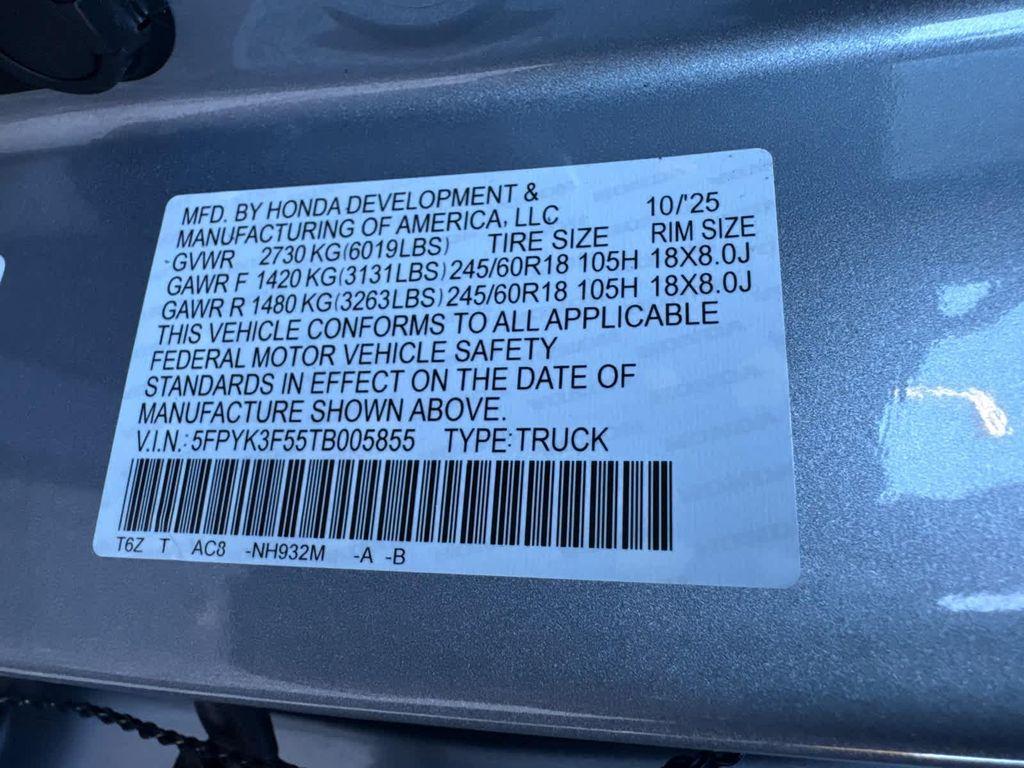 MFD. BY HONDA DEVELOPMENT &
MANUFACTURING OF AMERICA, LLC 10/'25
GVWR 2730 KG(6019LBS) TIRE SIZE RIM SIZE
GAWR F 1420 KG(3131LBS) 245/60R18 105H 18X8.0J
GAWR R 1480 KG(3263LBS) 245/60R18 105H 18X8.0J
THIS VEHICLE CONFORMS TO ALL APPLICABLE
FEDERAL MOTOR VEHICLE SAFETY
STANDARDS IN EFFECT ON THE DATE OF
MANUFACTURE SHOWN ABOVE.
V.I.N.: 5FPYK3F55TB005855 TYPE: TRUCK
T6Z T AC8 -NH932M -A -B